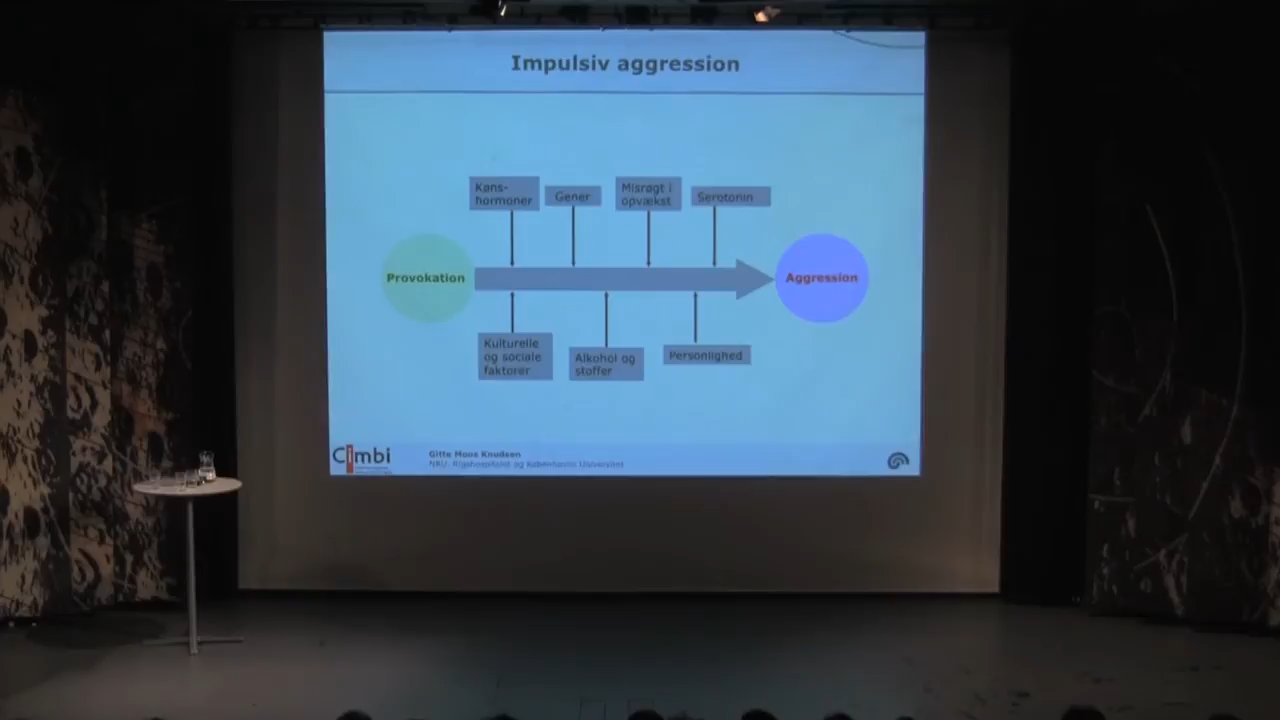 Impulsiv aggression
Køns-
hormoner
Gener
Misrøgt i
opvækst
Serotonin
Provokation
Aggression
Kulturelle
og sociale
faktorer
Alkohol og
stoffer
Personlighed
Cimbi
Gitte Moos Knudsen
NRU, Rigshospitalet og Københavns Universitet